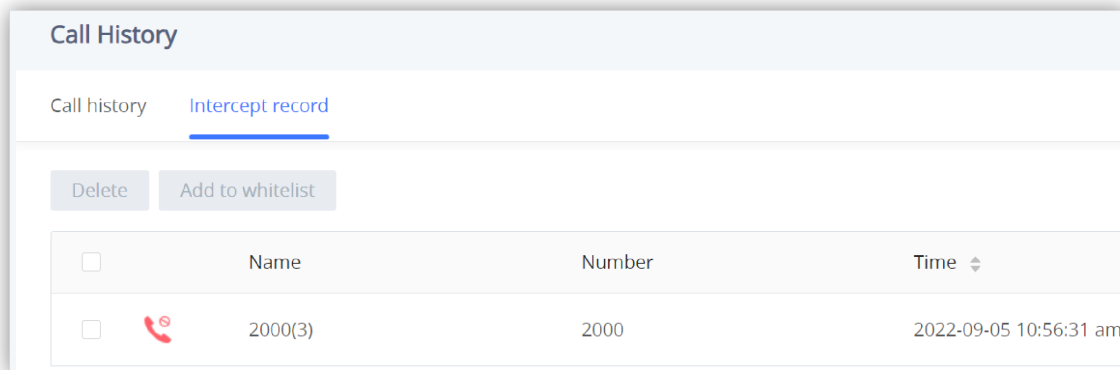 Call History
Call history Intercept record
Delete Add to whitelist
Name Number Time
2000(3) 2000 2022-09-05 10:56:31 am